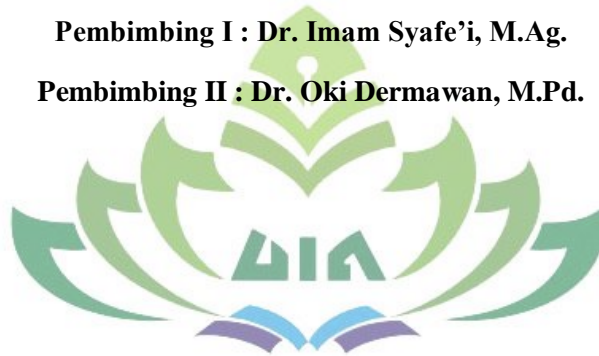 Pembimbing I : Dr. Imam Syafe’i, M.Ag.
Pembimbing II : Dr. Oki Dermawan, M.Pd.
UIN